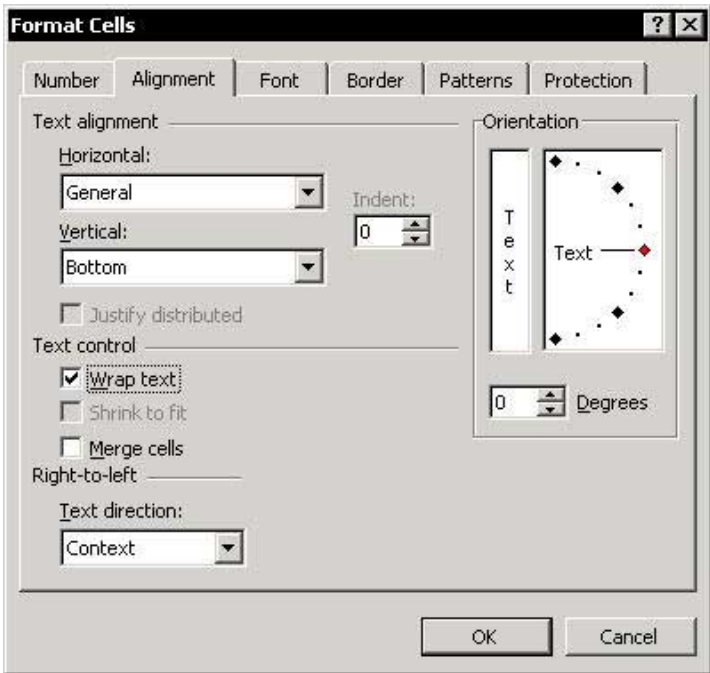 Format Cells
Number Alignment Font Border Patterns Protection
Text alignment
Horizontal:
General
Indent:
0
Vertical:
Bottom
Justify distributed
Text control
Wrap text
Shrink to fit
Merge cells
Right-to-left
Text direction:
Context
Orientation
Text
Text
0 Degrees
OK Cancel